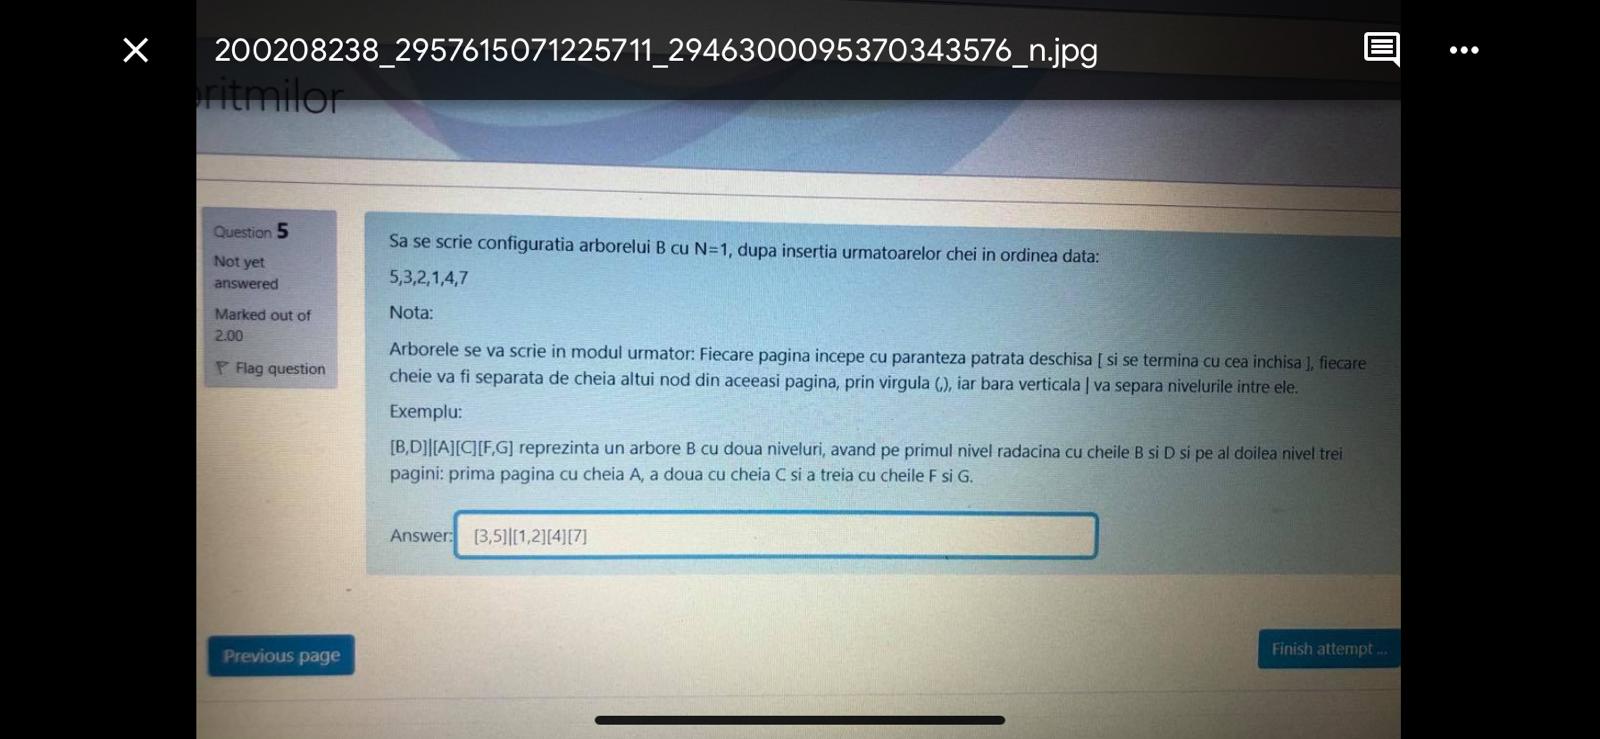 200208238_2957615071225711_2946300095370343576_n.jpg
oritmilor
Question 5
Not yet
answered
Marked out of
2.00
Flag question
Sa se scrie configuratia arborelui B cu N=1, dupa insertia urmatoarelor chei in ordinea data:
5,3,2,1,4,7
Nota:
Arborele se va scrie in modul urmator: Fiecare pagina incepe cu paranteza patrata deschisa [ si se termina cu cea inchisa ], fiecare
cheie va fi separata de cheia altui nod din aceeasi pagina, prin virgula (,), iar bara verticala | va separa nivelurile intre ele.
Exemplu:
[B,D]|[A][C][F,G] reprezinta un arbore B cu doua niveluri, avand pe primul nivel radacina cu cheile B si D si pe al doilea nivel trei
pagini: prima pagina cu cheia A, a doua cu cheia C si a treia cu cheile F si G.
Answer: [3,5]|[1,2][4][7]
Previous page
Finish attempt ...